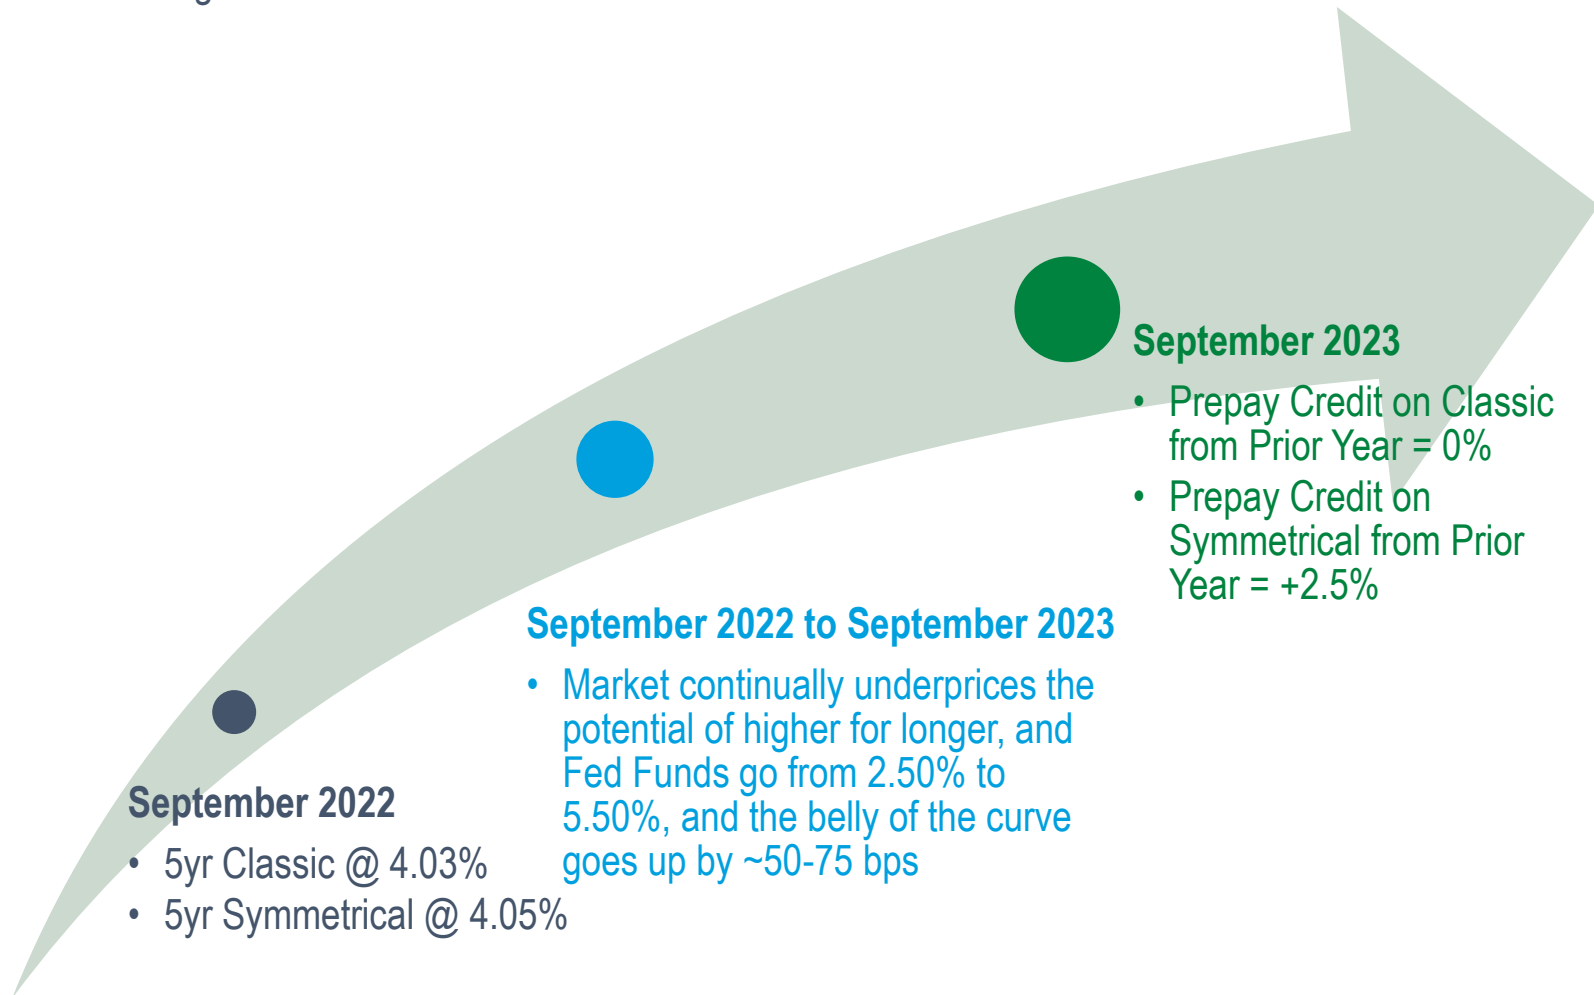 September 2022
• 5yr Classic @ 4.03%
• 5yr Symmetrical @ 4.05%
September 2022 to September 2023
• Market continually underprices the
potential of higher for longer, and
Fed Funds go from 2.50% to
5.50%, and the belly of the curve
goes up by ~50-75 bps
September 2023
• Prepay Credit on Classic
from Prior Year = 0%
• Prepay Credit on
Symmetrical from Prior
Year = +2.5%